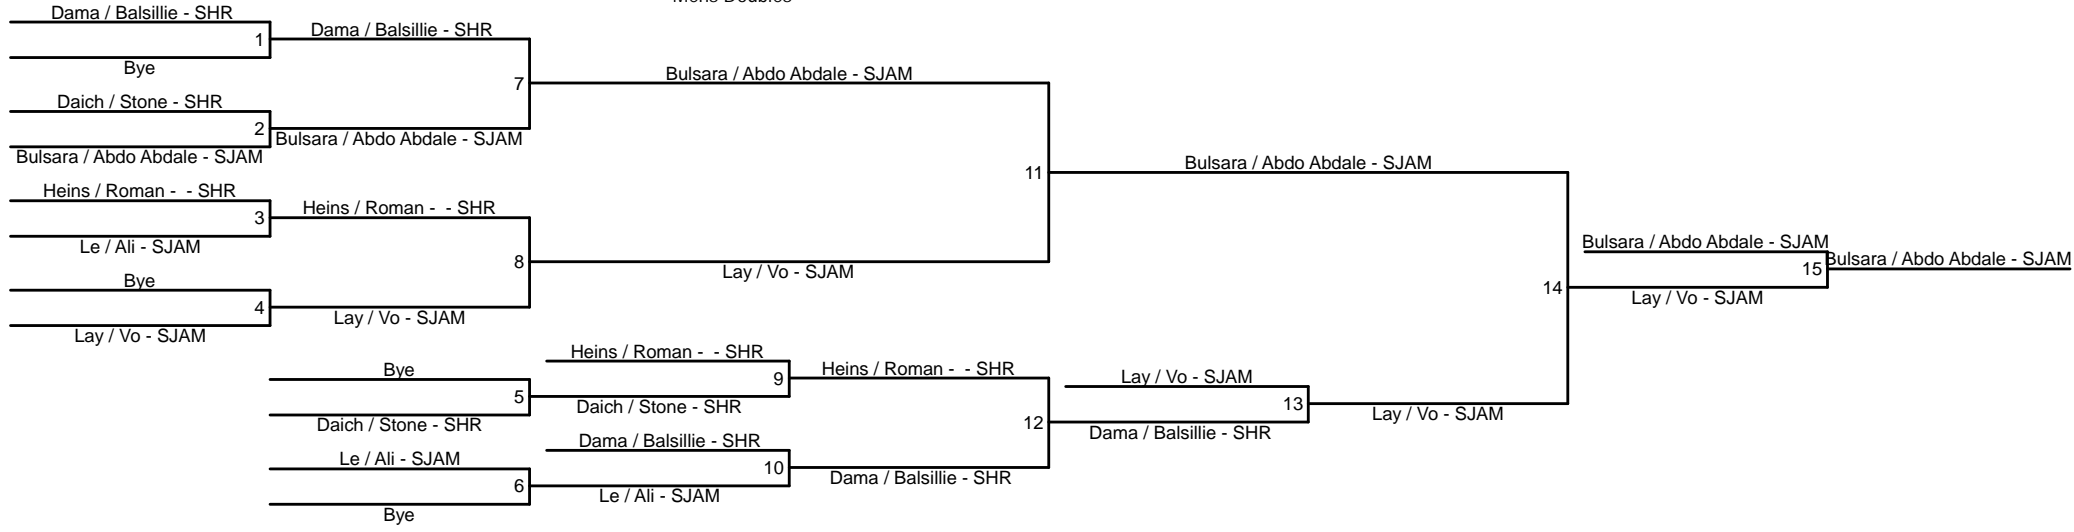 Mens Doubles
Dama / Balsillie - SHR
1
Bye
Dama / Balsillie - SHR
Daich / Stone - SHR
2
Bulsara / Abdo Abdale - SJAM
7
Bulsara / Abdo Abdale - SJAM
Heins / Roman -  - SHR
3
Le / Ali - SJAM
Heins / Roman -  - SHR
Bye
4
Lay / Vo - SJAM
8
Lay / Vo - SJAM
Bulsara / Abdo Abdale - SJAM
11
Lay / Vo - SJAM
Bye
5
Daich / Stone - SHR
Le / Ali - SJAM
6
Bye
Heins / Roman -  - SHR
9
Daich / Stone - SHR
Dama / Balsillie - SHR
10
Le / Ali - SJAM
Heins / Roman -  - SHR
12
Dama / Balsillie - SHR
Bulsara / Abdo Abdale - SJAM
Lay / Vo - SJAM
13
Dama / Balsillie - SHR
14
Lay / Vo - SJAM
Bulsara / Abdo Abdale - SJAM
15
Lay / Vo - SJAM
Bulsara / Abdo Abdale - SJAM